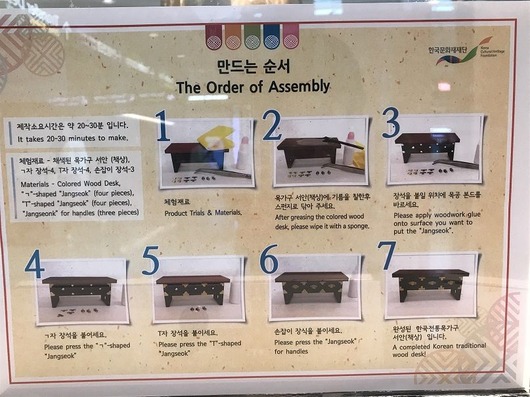 만드는 순서
The Order of Assembly
한국문화재재단
Korea Cultural Heritage Foundation
제작소요시간은 약 20~30분 입니다.
It takes 20-30 minutes to make.
체험재료 - 채색된 목가구 서안 (책상),
ㄱ자 장석-4, T자 장석-4, 손잡이 장석-3
Materials - Colored Wood Desk,
"ㄱ"-shaped "Jangseok" (four pieces),
"T"-shaped "Jangseok" (four pieces),
"Jangseonk" for handles (three pieces)
1
체험재료
Product Trials & Materials.
2
목가구 서안(책상)에 기름을 칠한후
스펀지로 닦아 주세요.
After greasing the colored wood
desk, please wipe it with a sponge.
3
장석을 붙일 위치에 목공 본드를
바르세요.
Please apply woodwork glue
onto surface you want to
put the "Jangseok".
4
ㄱ자 장석을 붙이세요.
Please press the "ㄱ"-shaped
"Jangseok"
5
T자 장석을 붙이세요.
Please press the "T"-shaped
"Jangseok"
6
손잡이 장식을 붙이세요.
Please press the "Jangseok"
for handles
7
완성된 한국전통목가구
서안(책상) 입니다.
A completed Korean traditional
wood desk!